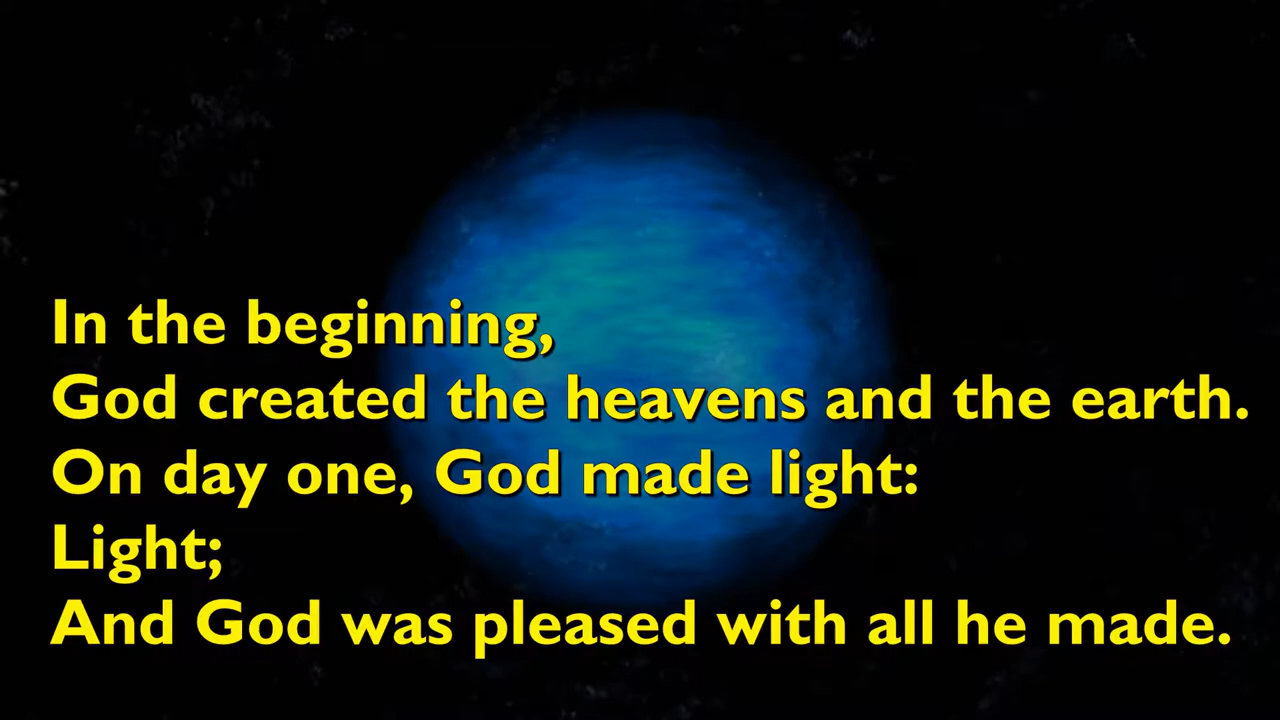 In the beginning,
God created the heavens and the earth.
On day one, God made light:
Light;
And God was pleased with all he made.